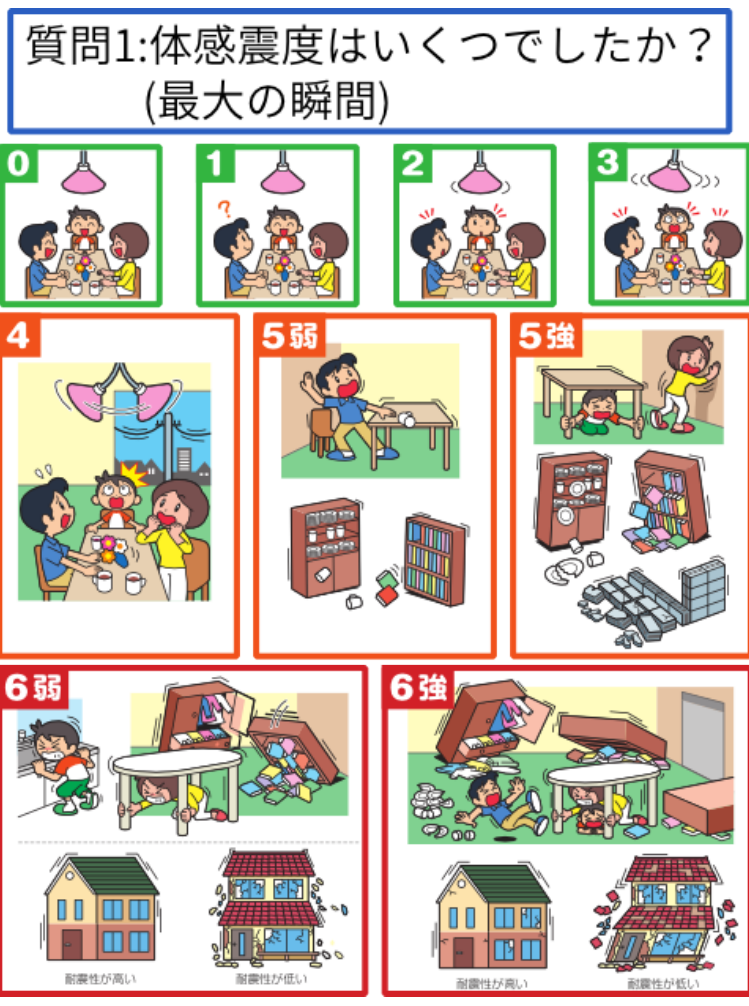 質問1:体感震度はいくつでしたか？
(最大の瞬間)
0
1
?
2
3
4
5弱
5強
6弱
耐震性が高い
耐震性が低い
6強
耐震性が高い
耐震性が低い